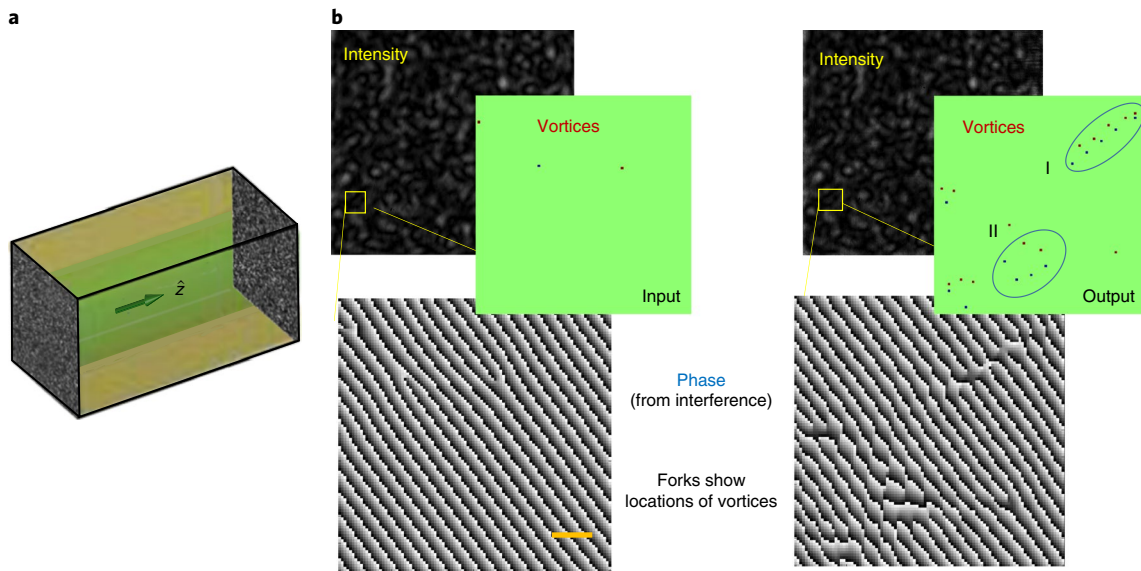 a
b
Intensity
Vortices
Input
Intensity
Vortices
I
II
Output
ẑ
Phase
(from interference)
Forks show
locations of vortices